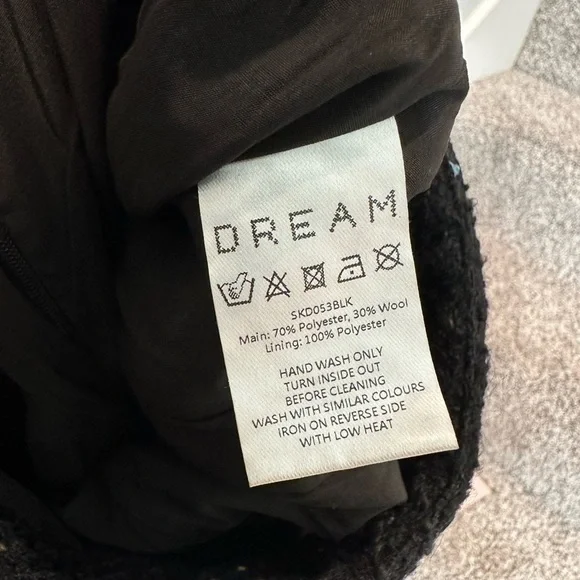 DREAM
SKD053BLK
Main: 70% Polyester, 30% Wool
Lining: 100% Polyester
HAND WASH ONLY
TURN INSIDE OUT
BEFORE CLEANING
WASH WITH SIMILAR COLOURS
IRON ON REVERSE SIDE
WITH LOW HEAT